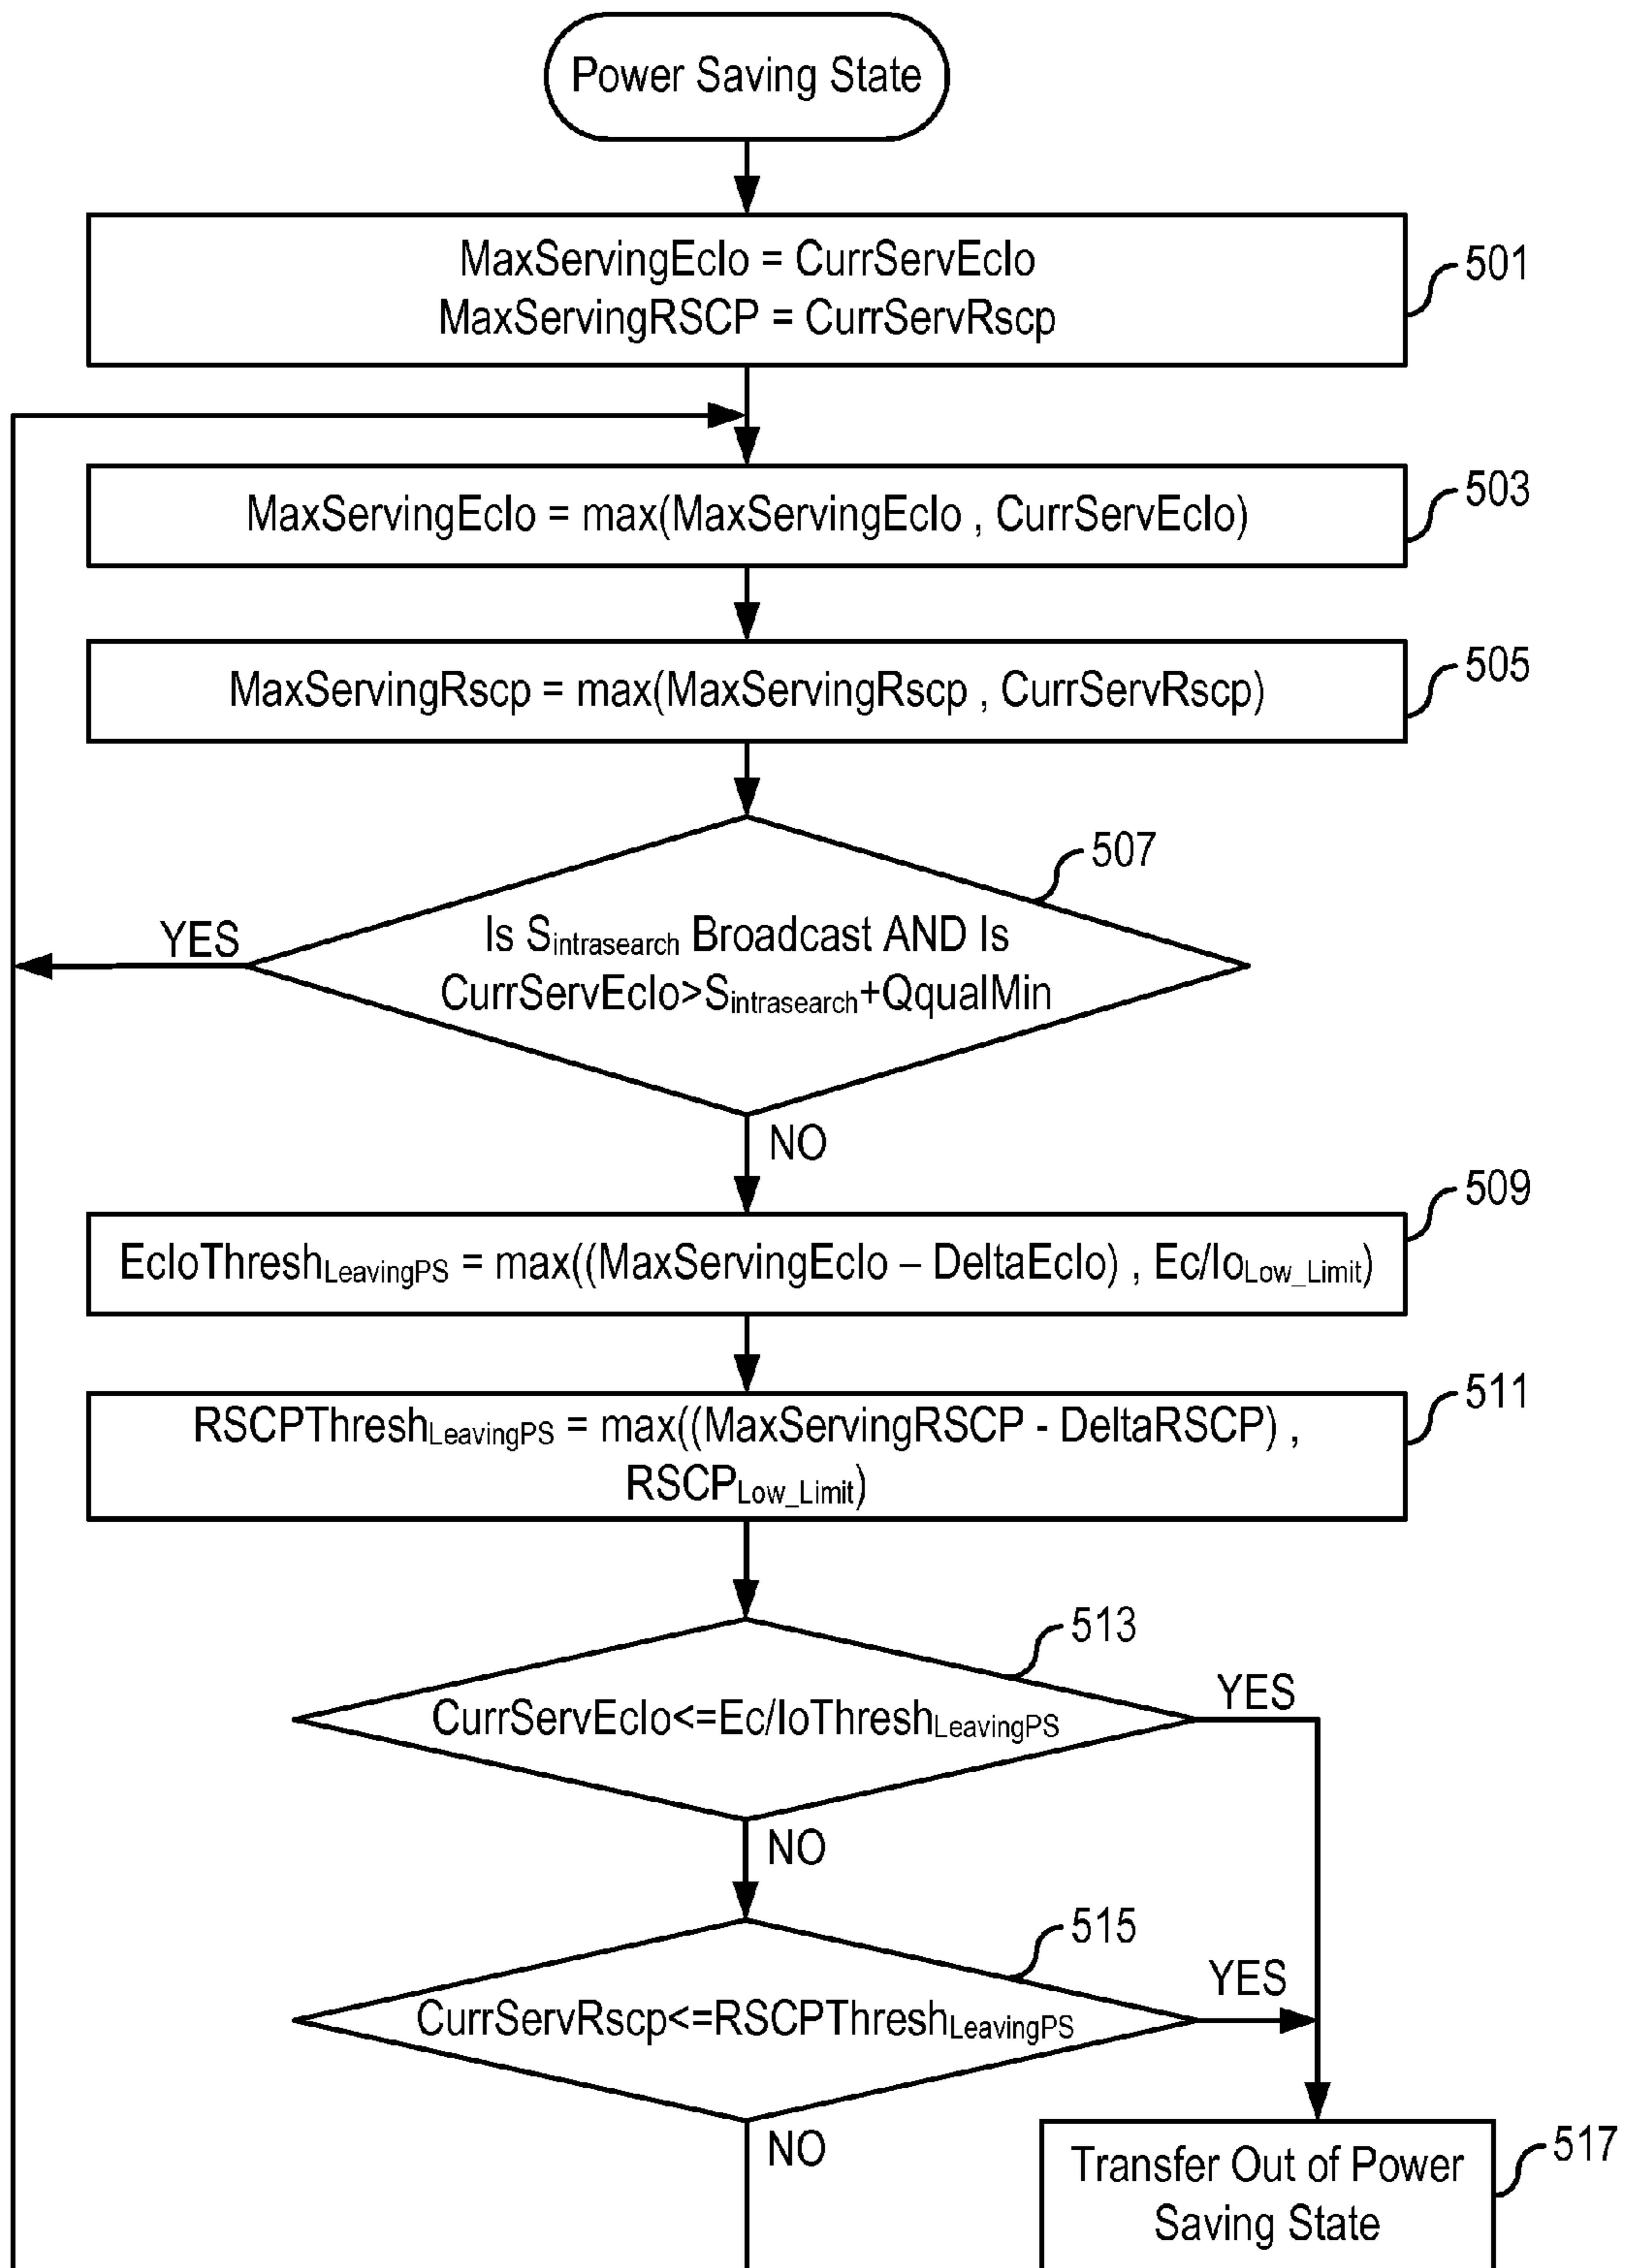 Power Saving State
MaxServingEcIo = CurrServEcIo
MaxServingRSCP = CurrServRscp
501
MaxServingEcIo = max(MaxServingEcIo , CurrServEcIo)
503
MaxServingRscp = max(MaxServingRscp , CurrServRscp)
505
507
Is Sintrasearch Broadcast AND Is
CurrServEcIo>Sintrasearch+QqualMin
YES
NO
509
EcIoThreshLeavingPS = max((MaxServingEcIo – DeltaEcIo) , Ec/IoLow_Limit)
511
RSCPThreshLeavingPS = max((MaxServingRSCP - DeltaRSCP) ,
RSCPLow_Limit)
513
CurrServEcIo<=Ec/IoThreshLeavingPS
YES
NO
515
CurrServRscp<=RSCPThreshLeavingPS
YES
NO
Transfer Out of Power
Saving State
517